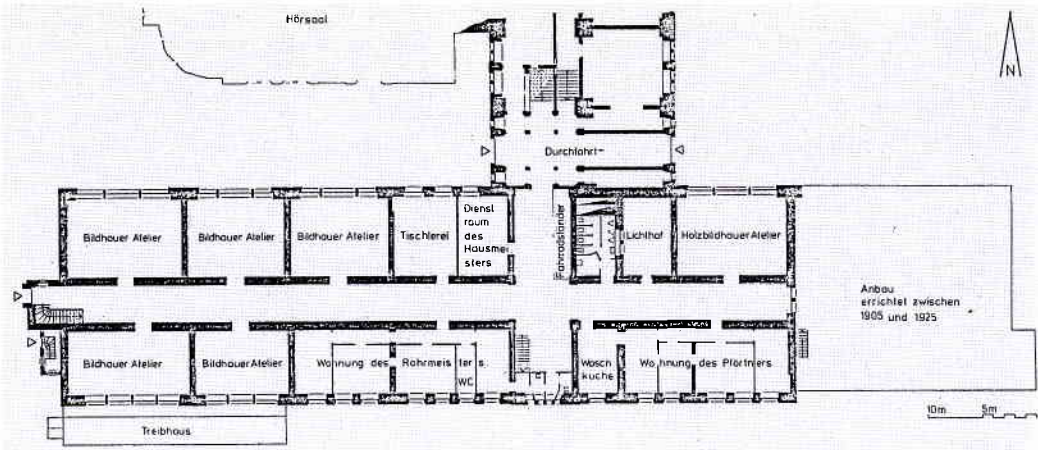 Hörsaal
N
Durchfahrt
Bildhauer Atelier
Bildhauer Atelier
Bildhauer Atelier
Tischlerei
Dienst
raum
des
Hausmei
sters
Fahrradständer
Lichthof
Holzbildhauer Atelier
Anbau
errichtet zwischen
1905 und 1925
Bildhauer Atelier
Bildhauer Atelier
Wohnung des Rohrmeisters
WC
Wasch
küche
Wohnung des Pförtners
10m 5m
Treibhaus